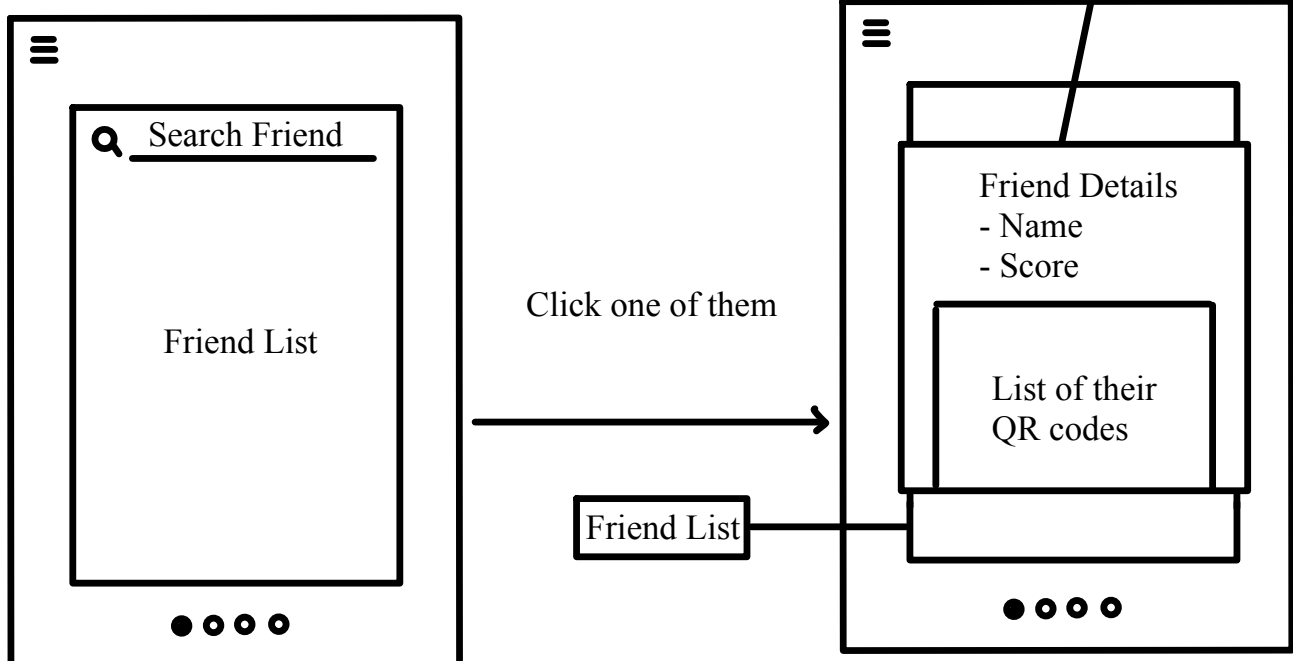 Search Friend
Friend List
Click one of them
Friend List
Friend Details
- Name
- Score
List of their
QR codes